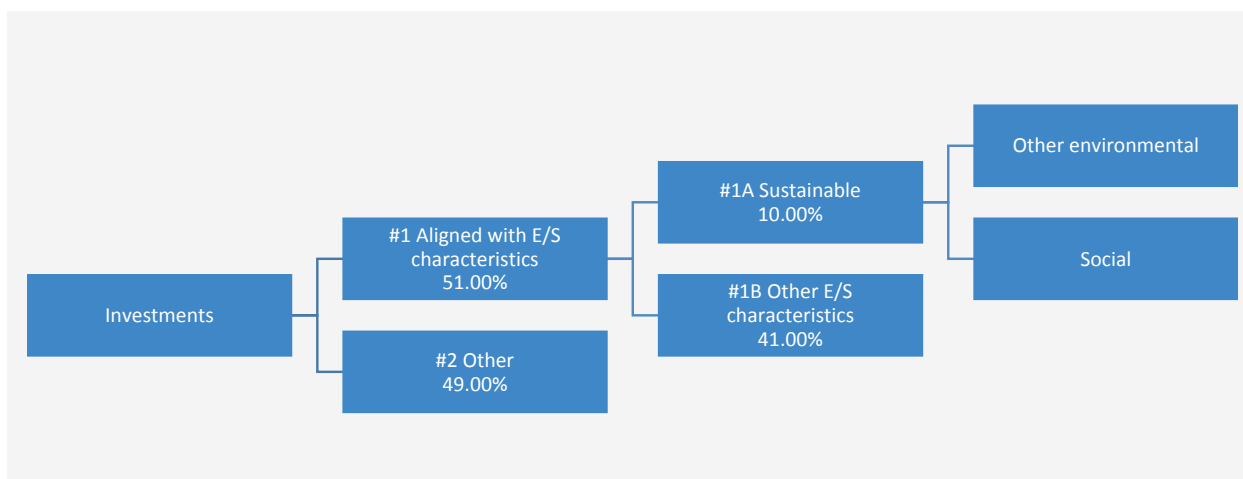 Investments
#1 Aligned with E/S
characteristics
51.00%
#2 Other
49.00%
#1A Sustainable
10.00%
#1B Other E/S
characteristics
41.00%
Other environmental
Social